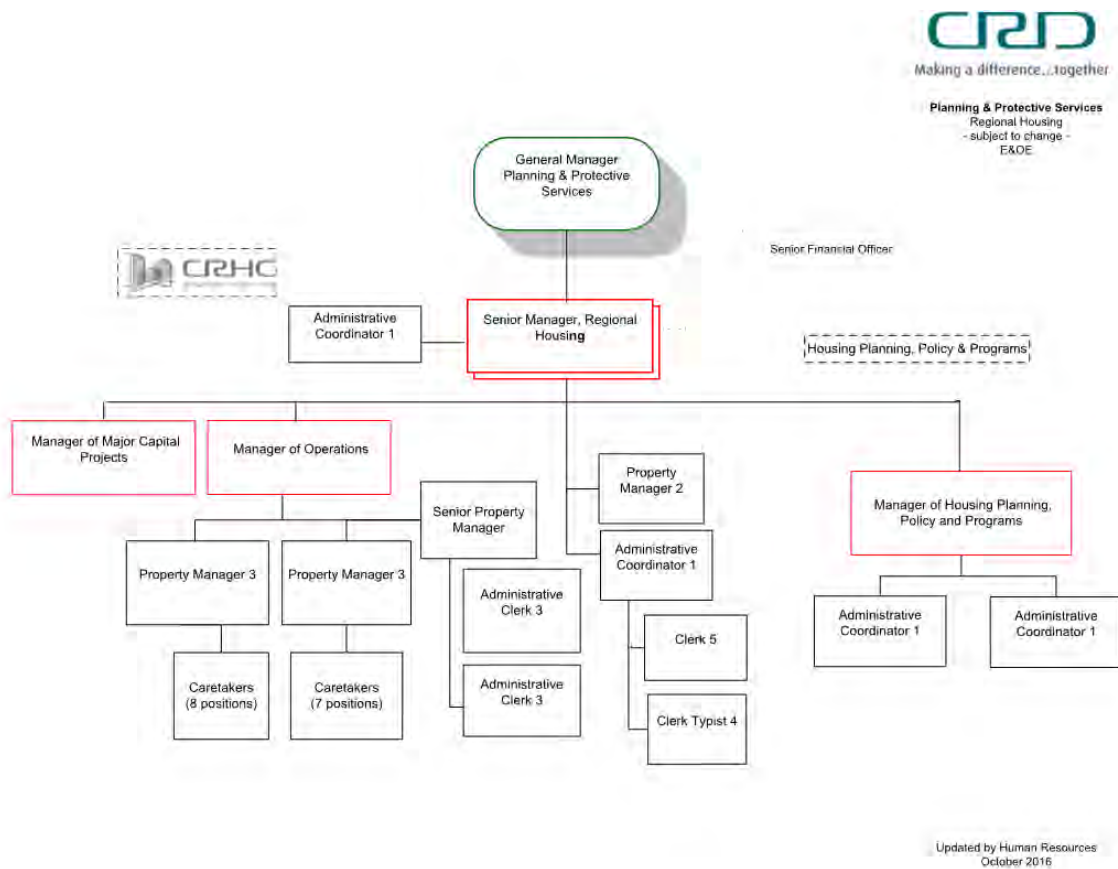 CRD
Making a difference...together
Planning & Protective Services
Regional Housing
- subject to change -
E&OE
General Manager
Planning & Protective
Services
Senior Financial Officer
CRHC
Administrative
Coordinator 1
Senior Manager, Regional
Housing
Housing Planning, Policy & Programs
Manager of Major Capital
Projects
Manager of Operations
Property
Manager 2
Senior Property
Manager
Manager of Housing Planning,
Policy and Programs
Property Manager 3
Property Manager 3
Administrative
Coordinator 1
Administrative
Clerk 3
Administrative
Coordinator 1
Administrative
Coordinator 1
Clerk 5
Caretakers
(8 positions)
Caretakers
(7 positions)
Administrative
Clerk 3
Clerk Typist 4
Updated by Human Resources
October 2016